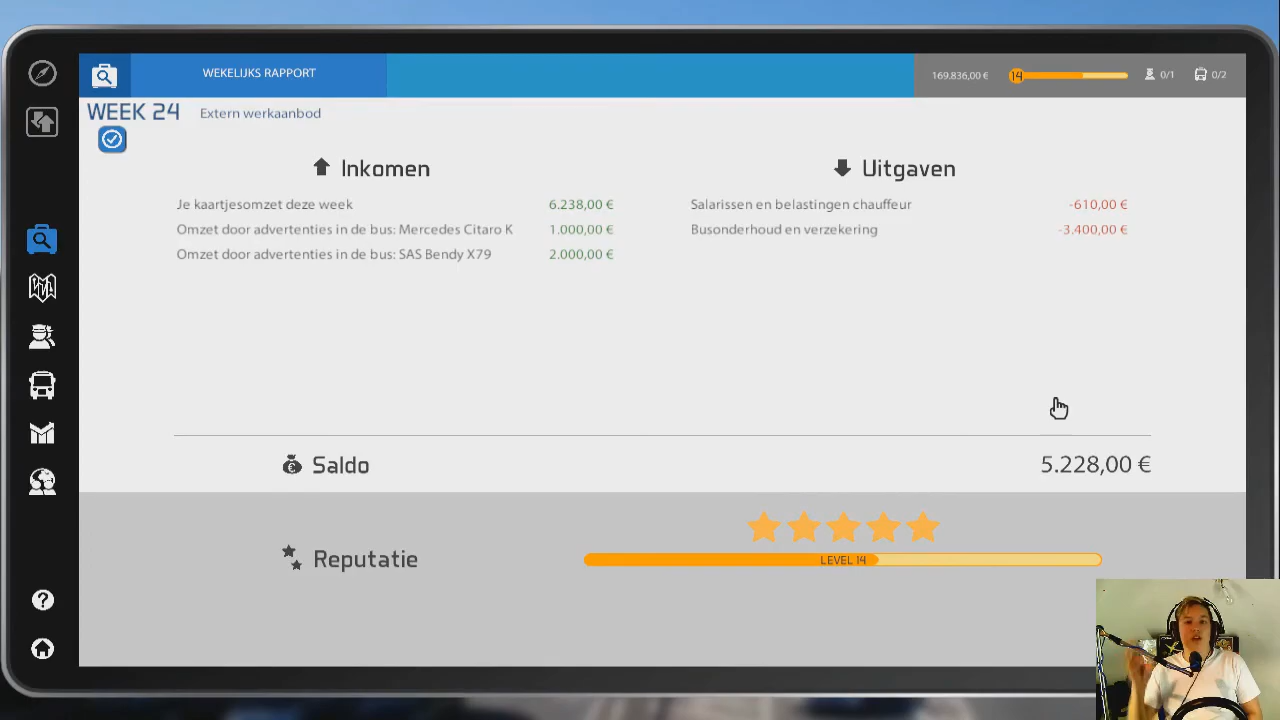 WEKELIJKS RAPPORT
169.836,00 €
14
0/1
0/2
WEEK 24
Extern werkaanbod
Inkomen
Je kaartjesomzet deze week 6.238,00 €
Omzet door advertenties in de bus: Mercedes Citaro K 1.000,00 €
Omzet door advertenties in de bus: SAS Bendy X79 2.000,00 €
Uitgaven
Salarissen en belastingen chauffeur -610,00 €
Busonderhoud en verzekering -3.400,00 €
Saldo 5.228,00 €
Reputatie
LEVEL 14